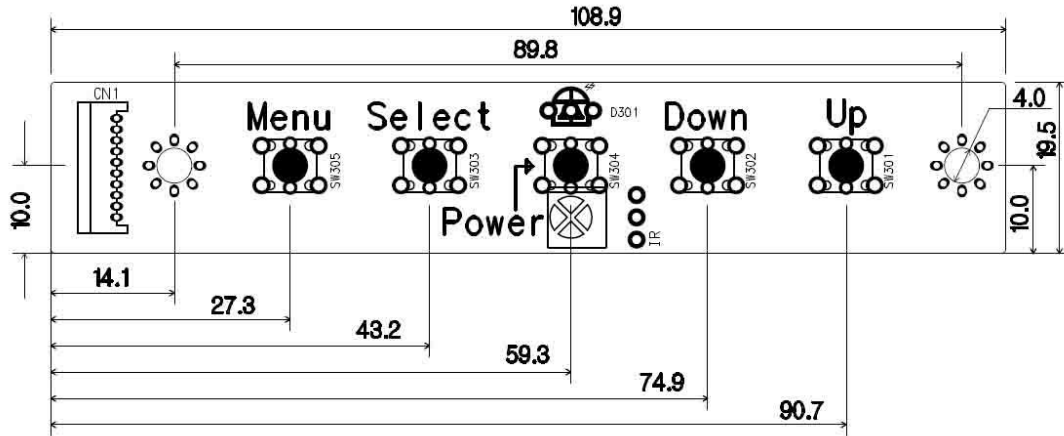 108.9
89.8
CN1
Menu
Select
D301
Down
Up
4.0
19.5
SW305
SW303
SW304
SW302
SW301
10.0
Power
IR
10.0
14.1
27.3
43.2
59.3
74.9
90.7